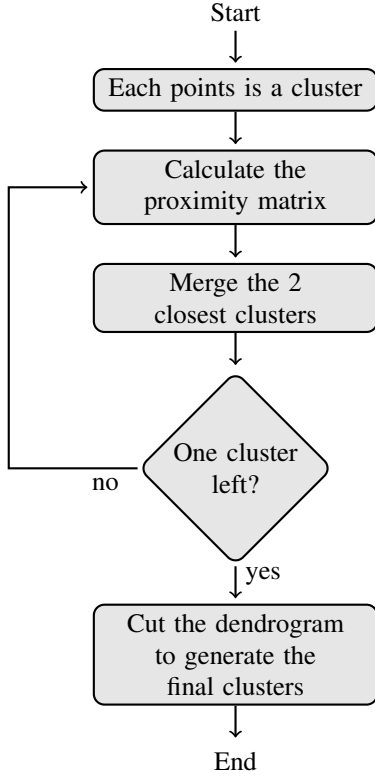 Start
Each points is a cluster
Calculate the
proximity matrix
Merge the 2
closest clusters
One cluster
left?
no
yes
Cut the dendrogram
to generate the
final clusters
End